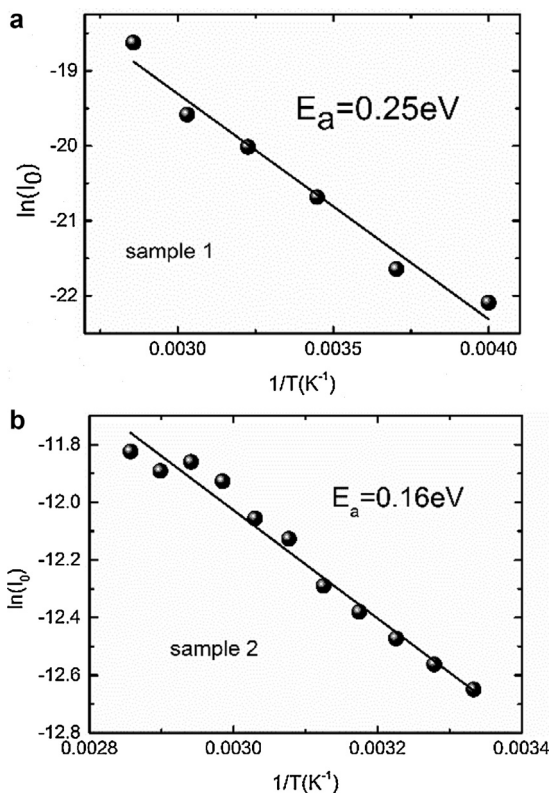 a
-19
-20
-21
-22
ln(I₀)
Eₐ=0.25eV
sample 1
0.0030 0.0035 0.0040
1/T(K⁻¹)
b
-11.8
-12.0
-12.2
-12.4
-12.6
-12.8
ln(I₀)
Eₐ=0.16eV
sample 2
0.0028 0.0030 0.0032 0.0034
1/T(K⁻¹)